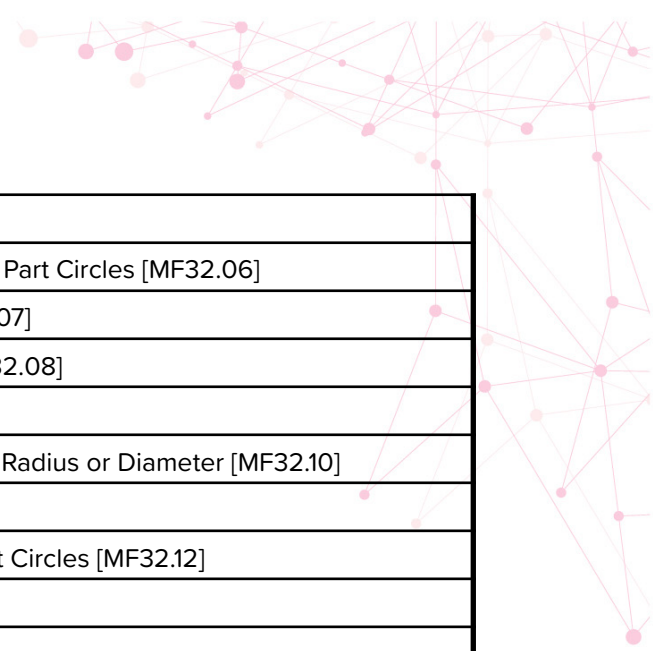 Part Circles [MF32.06]
07]
32.08]
Radius or Diameter [MF32.10]
Circles [MF32.12]